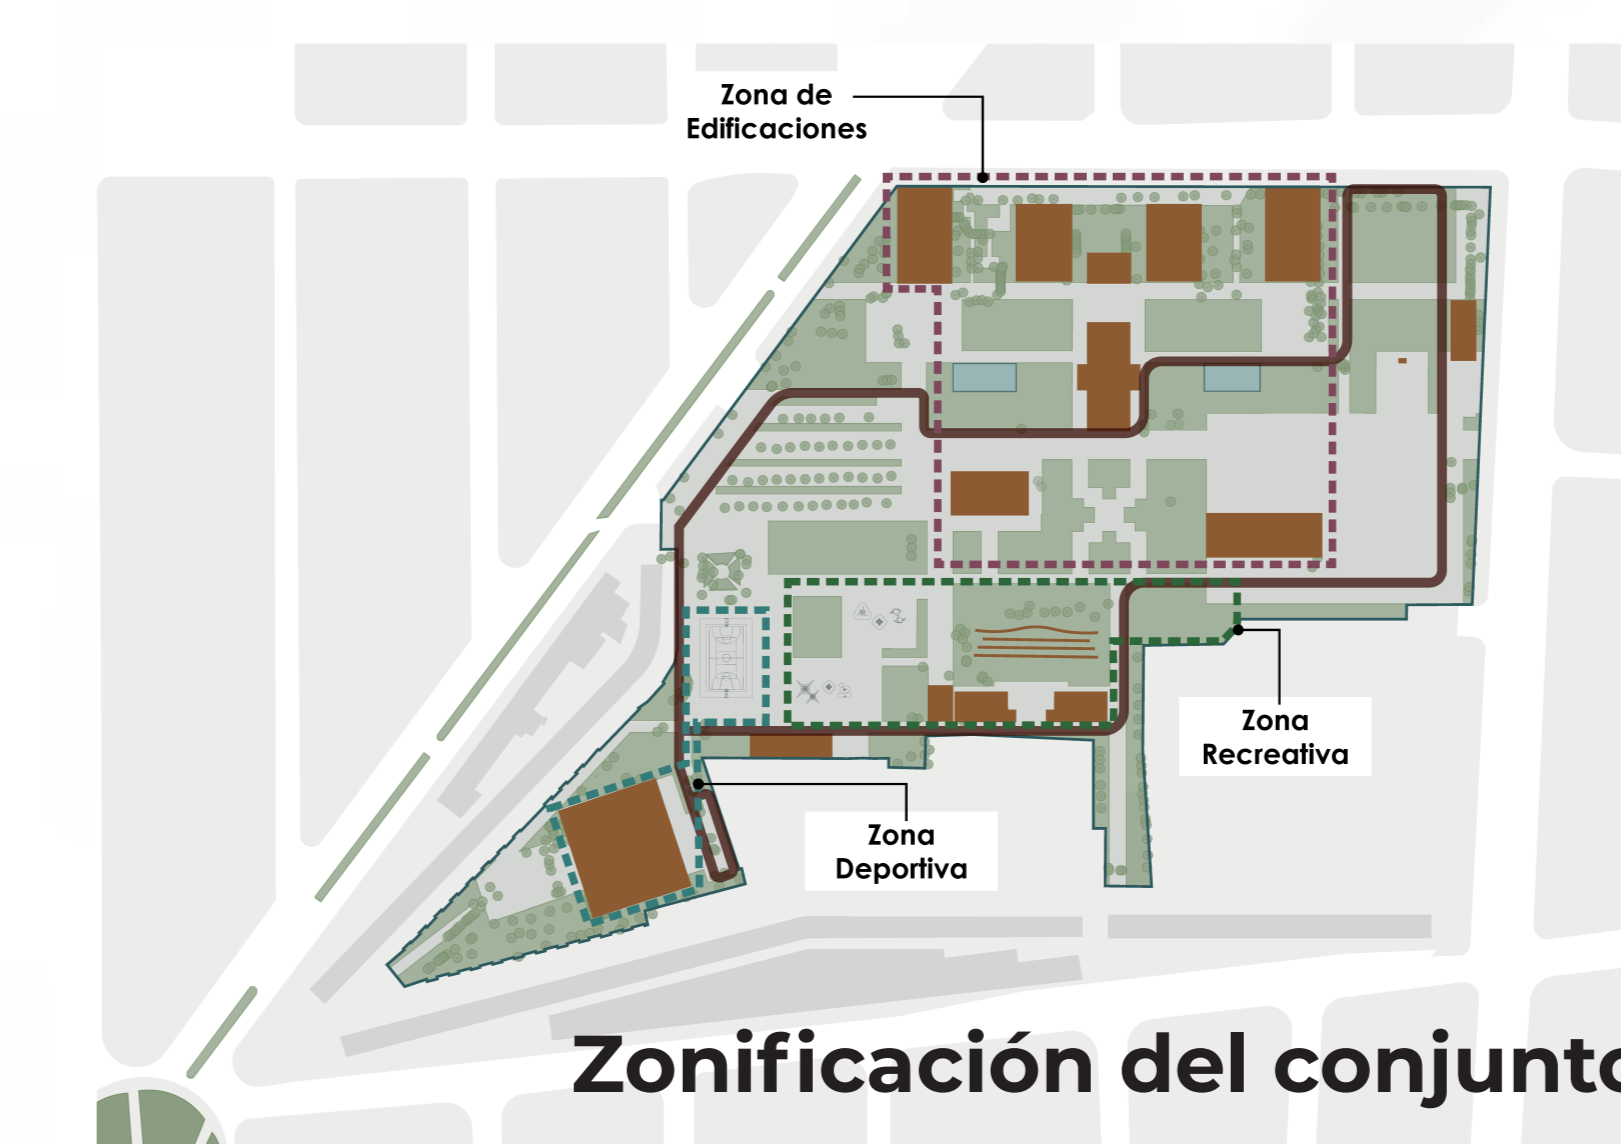 Zona de
Edificaciones
Zona
Recreativa
Zona
Deportiva
Zonificación del conjunto